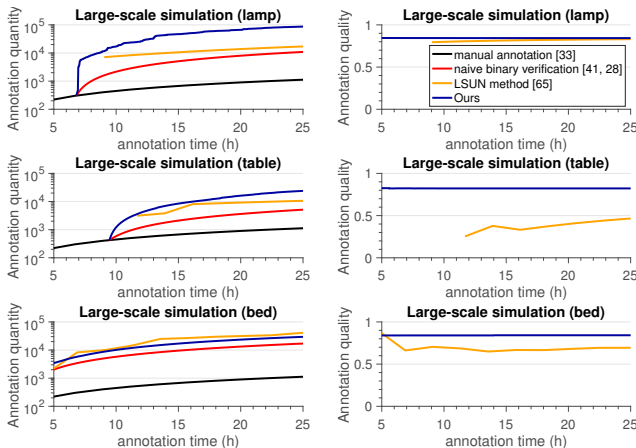 Large-scale simulation (lamp)
Annotation quantity
10^5
10^4
10^3
10^2
5 10 15 20 25
annotation time (h)
Large-scale simulation (lamp)
Annotation quality
1
0.5
0
manual annotation [33]
naive binary verification [41, 28]
LSUN method [65]
Ours
5 10 15 20 25
annotation time (h)
Large-scale simulation (table)
Annotation quantity
10^5
10^4
10^3
10^2
5 10 15 20 25
annotation time (h)
Large-scale simulation (table)
Annotation quality
1
0.5
0
5 10 15 20 25
annotation time (h)
Large-scale simulation (bed)
Annotation quantity
10^5
10^4
10^3
10^2
5 10 15 20 25
annotation time (h)
Large-scale simulation (bed)
Annotation quality
1
0.5
0
5 10 15 20 25
annotation time (h)